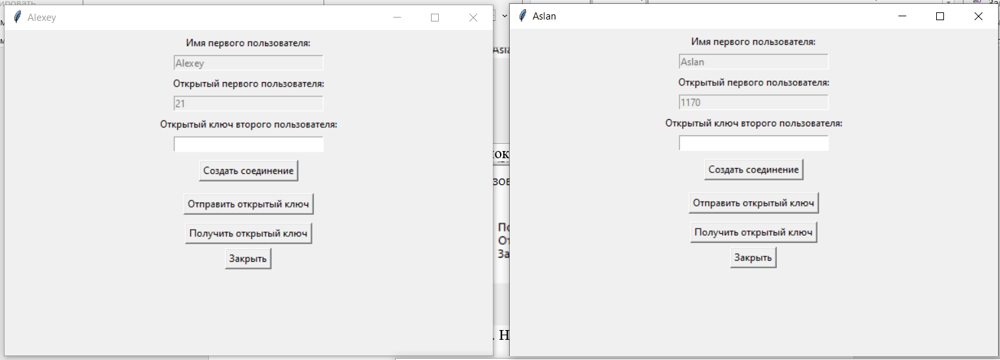 Alexey
Имя первого пользователя:
Alexey
Открытый первого пользователя:
21
Открытый ключ второго пользователя:
Создать соединение
Отправить открытый ключ
Получить открытый ключ
Закрыть
Aslan
Имя первого пользователя:
Aslan
Открытый первого пользователя:
1170
Открытый ключ второго пользователя:
Создать соединение
Отправить открытый ключ
Получить открытый ключ
Закрыть